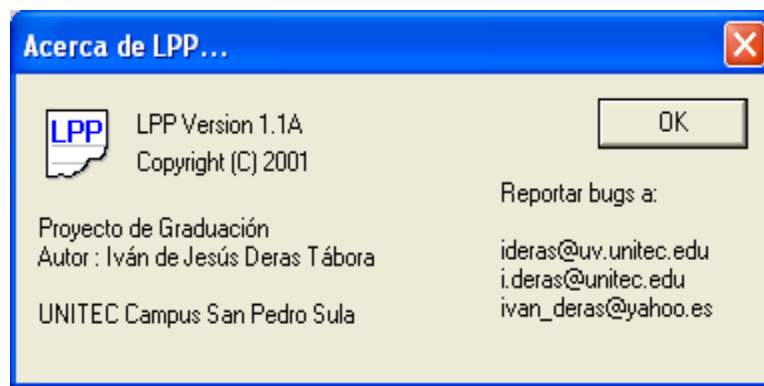 Acerca de LPP...
LPP
LPP Version 1.1A
Copyright (C) 2001
OK
Proyecto de Graduación
Autor : Iván de Jesús Deras Tábora
UNITEC Campus San Pedro Sula
Reportar bugs a:
ideras@uv.unitec.edu
i.deras@unitec.edu
ivan_deras@yahoo.es